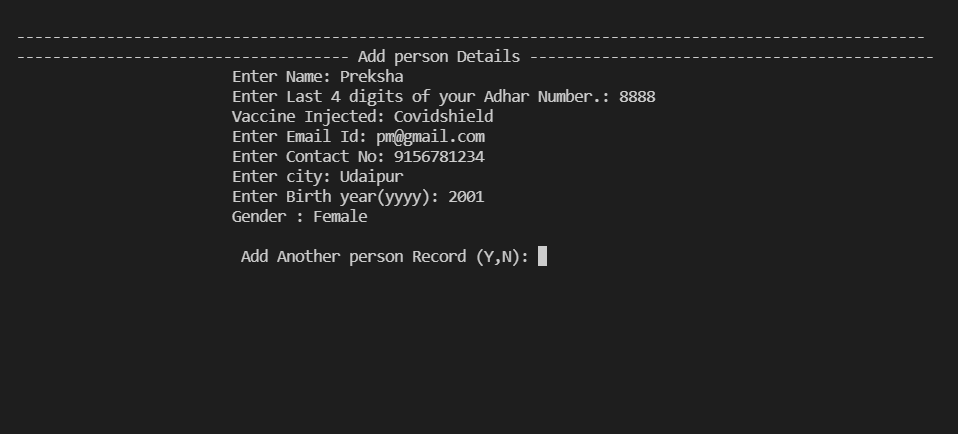 -----------------------------------------------------------------------------------------------------
------------------------------------- Add person Details ---------------------------------------------
Enter Name: Preksha
Enter Last 4 digits of your Adhar Number.: 8888
Vaccine Injected: Covidshield
Enter Email Id: pm@gmail.com
Enter Contact No: 9156781234
Enter city: Udaipur
Enter Birth year(yyyy): 2001
Gender : Female
Add Another person Record (Y,N):